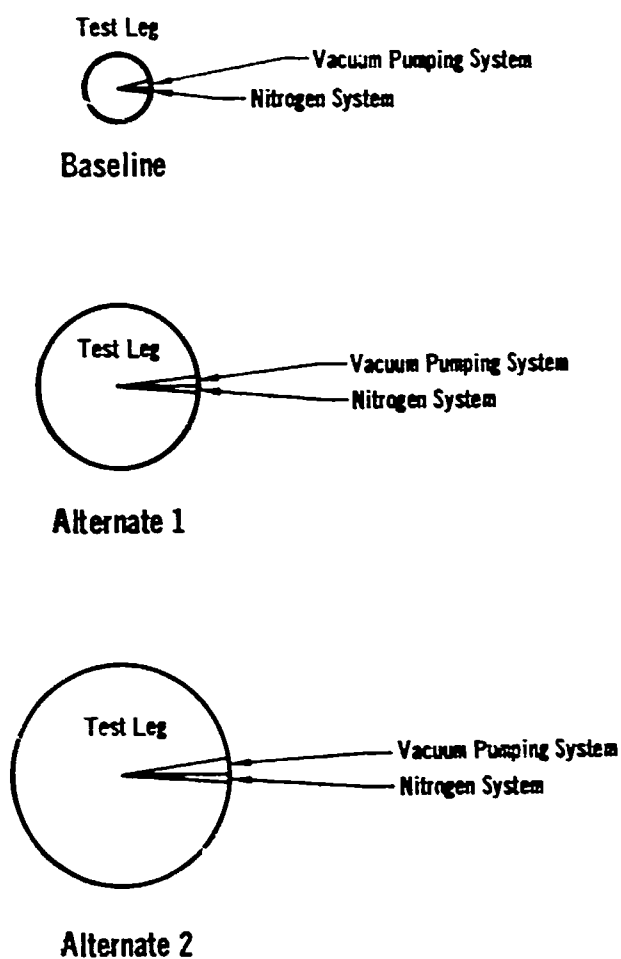 Test Leg
Vacuum Pumping System
Nitrogen System
Baseline
Test Leg
Vacuum Pumping System
Nitrogen System
Alternate 1
Test Leg
Vacuum Pumping System
Nitrogen System
Alternate 2